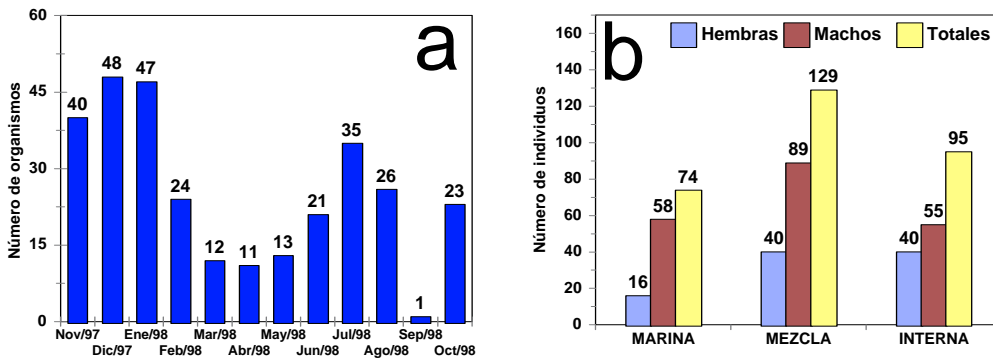 a
Número de organismos
60
45
30
15
0
40
48
47
24
12
11
13
21
35
26
1
23
Nov/97 Ene/98 Mar/98 May/98 Jul/98 Sep/98
Dic/97 Feb/98 Abr/98 Jun/98 Ago/98 Oct/98
b
Hembras Machos Totales
Número de individuos
160
140
120
100
80
60
40
20
0
16 58 74
40 89 129
40 55 95
MARINA MEZCLA INTERNA